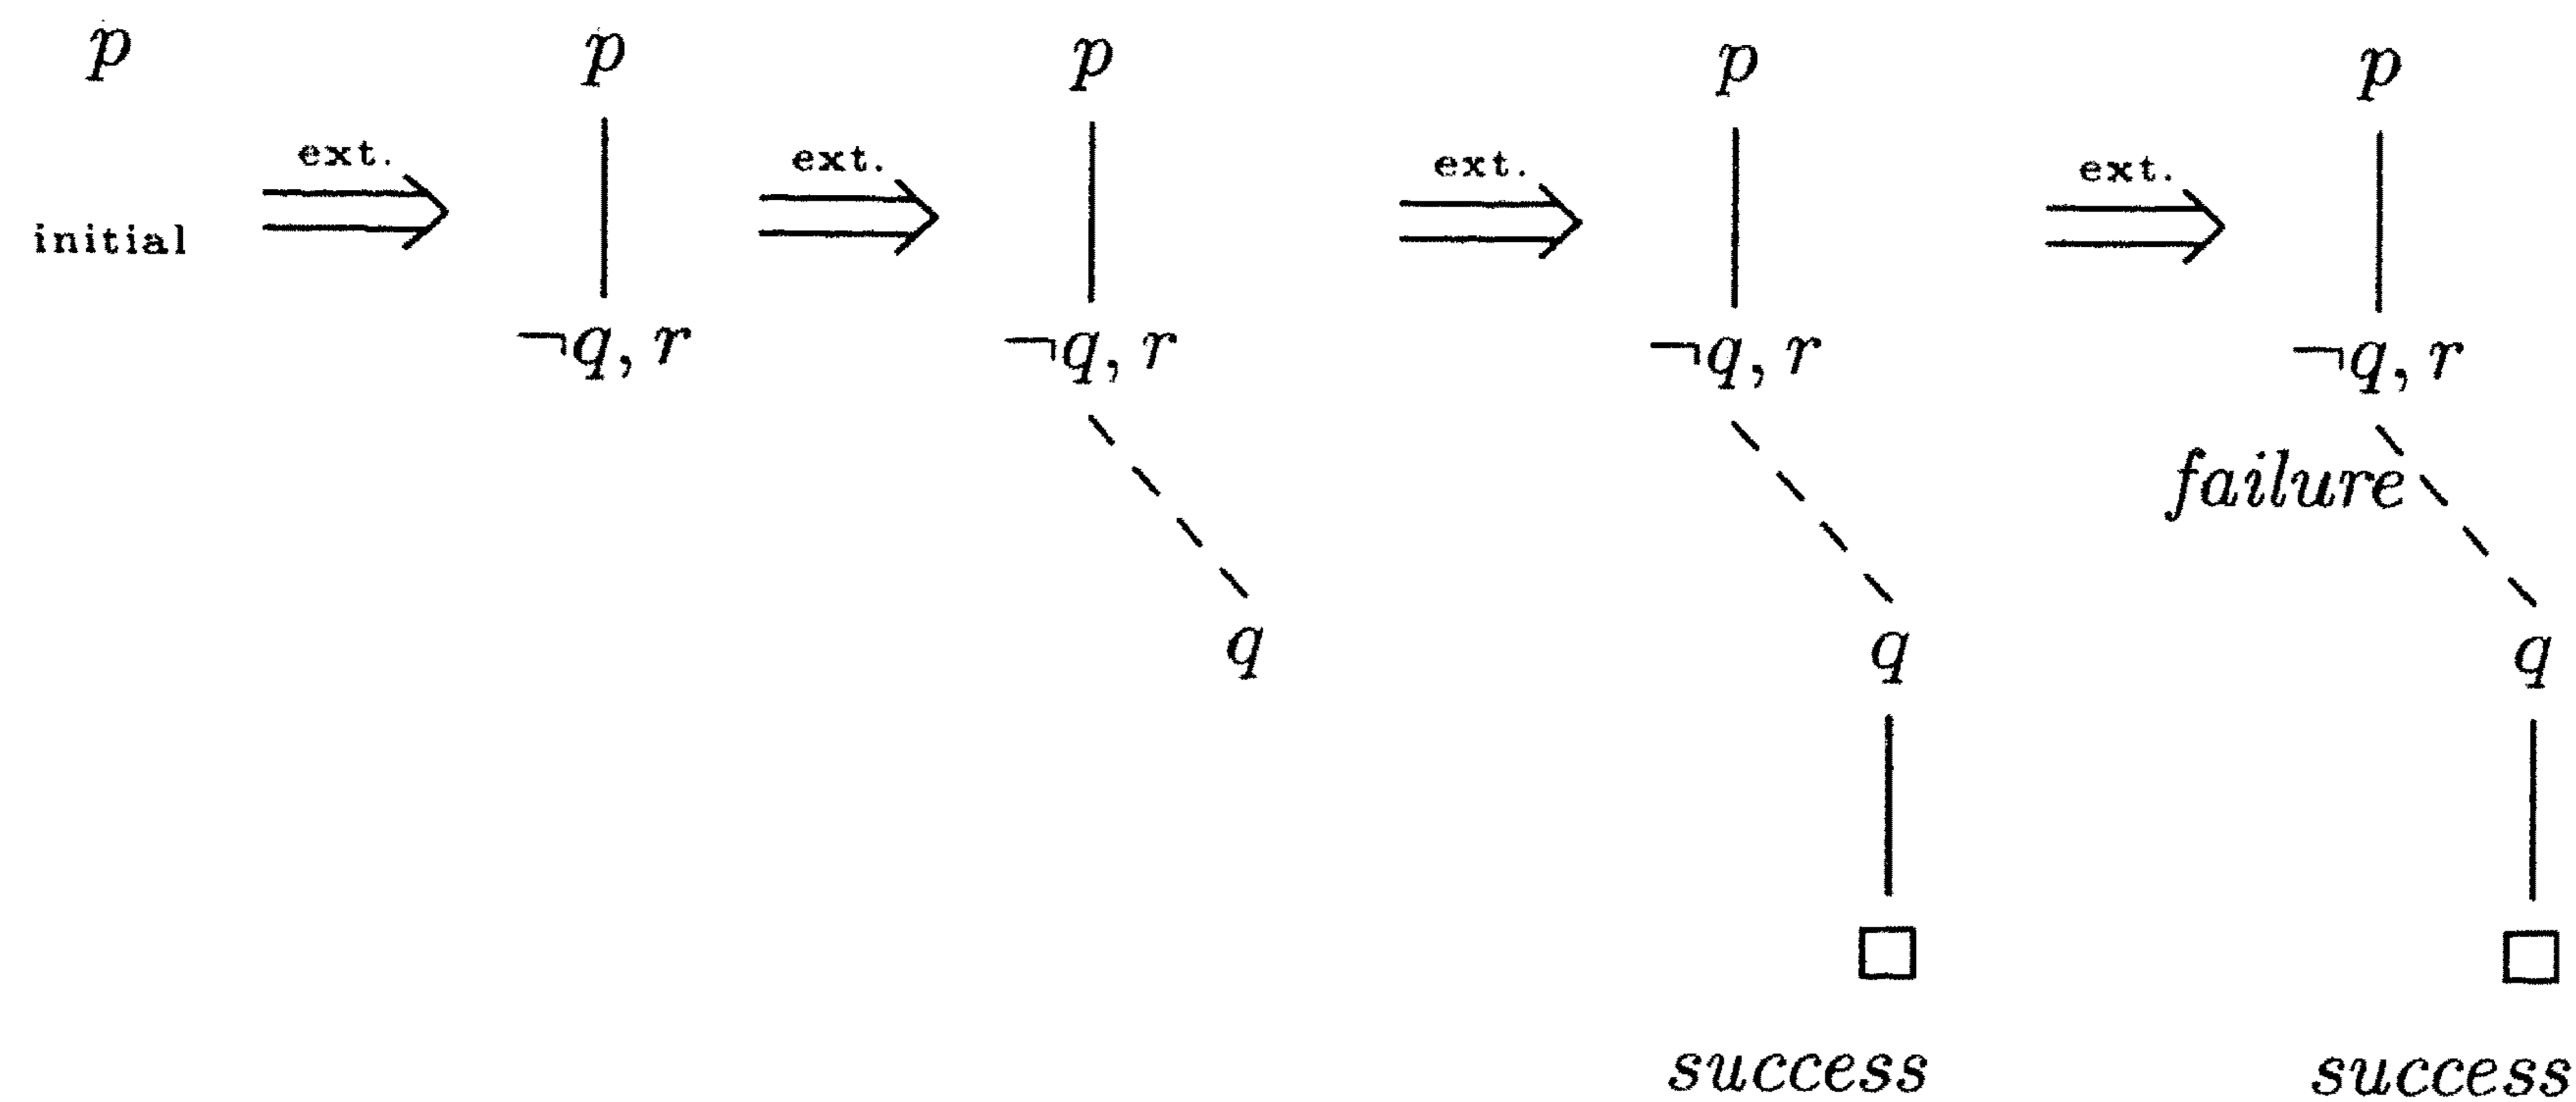 p p p p p
ext. ext. ext. ext.
initial
¬q, r ¬q, r ¬q, r ¬q, r
failure
q q q
success success